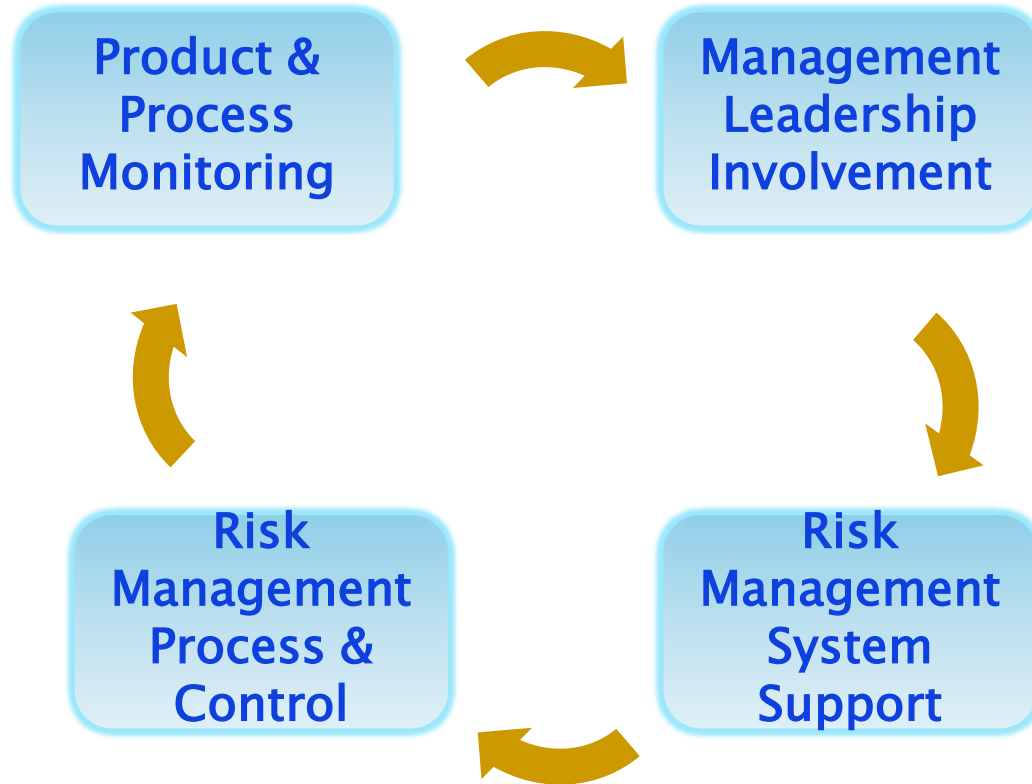 Product &
Process
Monitoring
Management
Leadership
Involvement
Risk
Management
Process &
Control
Risk
Management
System
Support